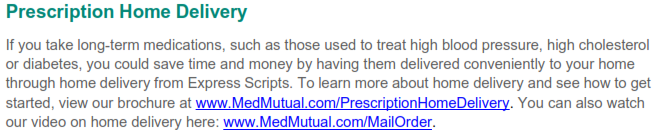 Prescription Home Delivery
If you take long-term medications, such as those used to treat high blood pressure, high cholesterol
or diabetes, you could save time and money by having them delivered conveniently to your home
through home delivery from Express Scripts. To learn more about home delivery and see how to get
started, view our brochure at www.MedMutual.com/PrescriptionHomeDelivery. You can also watch
our video on home delivery here: www.MedMutual.com/MailOrder.